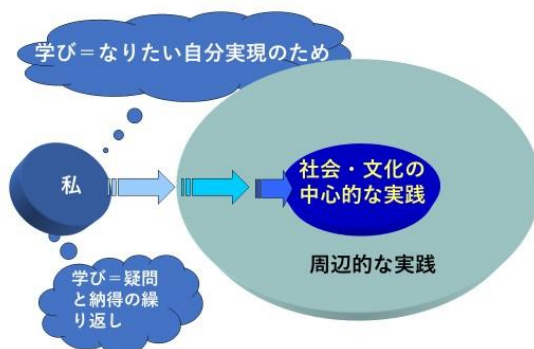 学び＝なりたい自分実現のため
私
社会・文化の
中心的な実践
周辺的な実践
学び＝疑問
と納得の繰
り返し